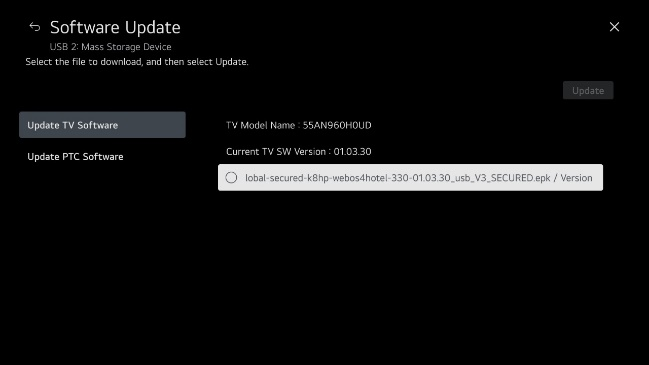 Software Update
USB 2: Mass Storage Device
Select the file to download, and then select Update.
Update
Update TV Software
TV Model Name : 55AN960H0UD
Update PTC Software
Current TV SW Version : 01.03.30
lobal-secured-k8hp-webos4hotel-330-01.03.30_usb_V3_SECURED.epk / Version